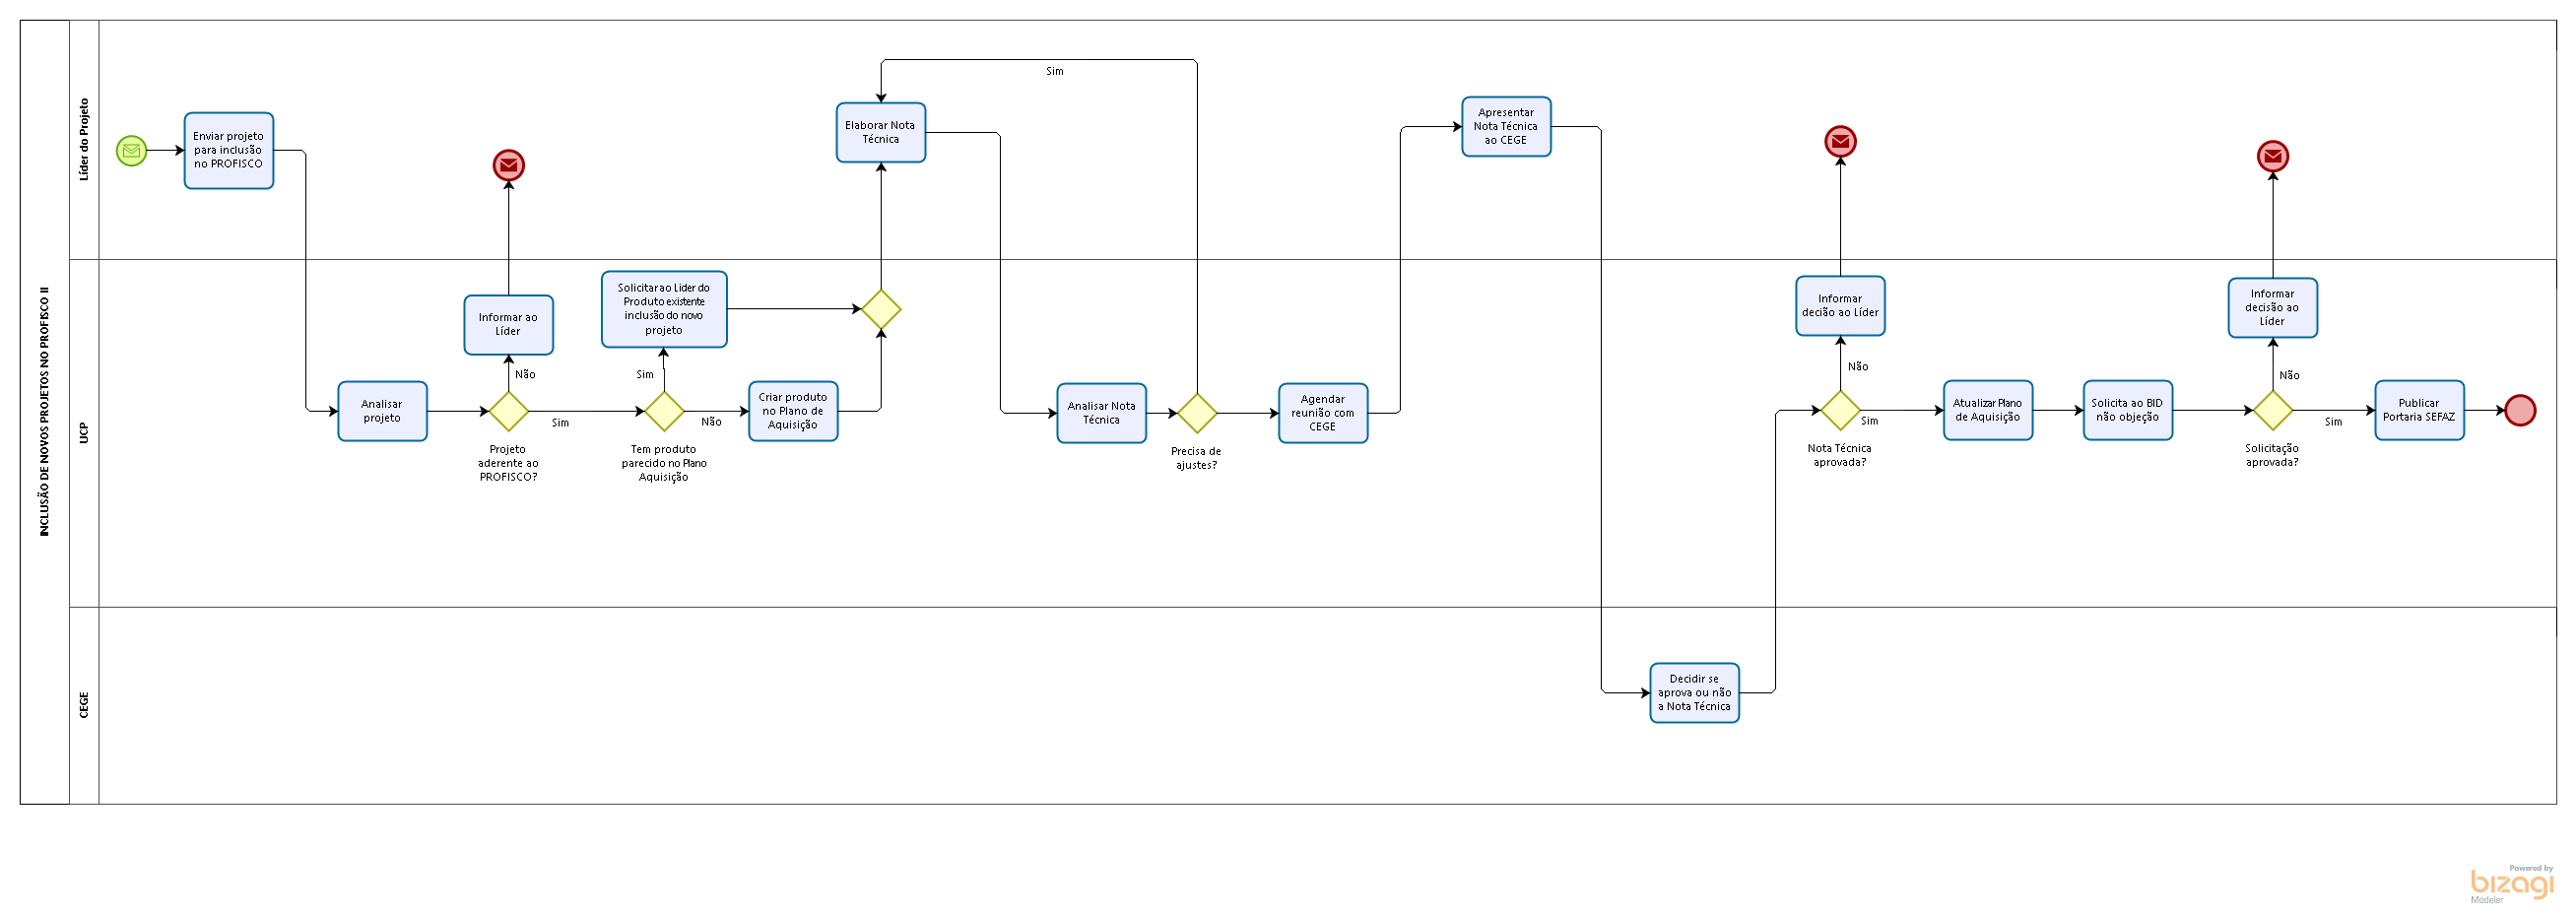 INCLUSÃO DE NOVOS PROJETOS NO PROFISCO II
Líder do Projeto
Enviar projeto
para inclusão
no PROFISCO
Sim
Elaborar Nota
Técnica
Apresentar
Nota Técnica
ao CEGE
UCP
Analisar
projeto
Informar ao
Líder
Não
Projeto
aderente ao
PROFISCO?
Sim
Solicitar ao Lider do
Produto existente
inclusão do novo
projeto
Sim
Tem produto
parecido no Plano
Aquisição
Não
Criar produto
no Plano de
Aquisição
Analisar Nota
Técnica
Precisa de
ajustes?
Agendar
reunião com
CEGE
Informar
decião ao Líder
Não
Sim
Nota Técnica
aprovada?
Atualizar Plano
de Aquisição
Solicita ao BID
não objeção
Informar
decisão ao
Líder
Não
Sim
Solicitação
aprovada?
Publicar
Portaria SEFAZ
CEGE
Decidir se
aprova ou não
a Nota Técnica
Powered by
bizagi
Modeler